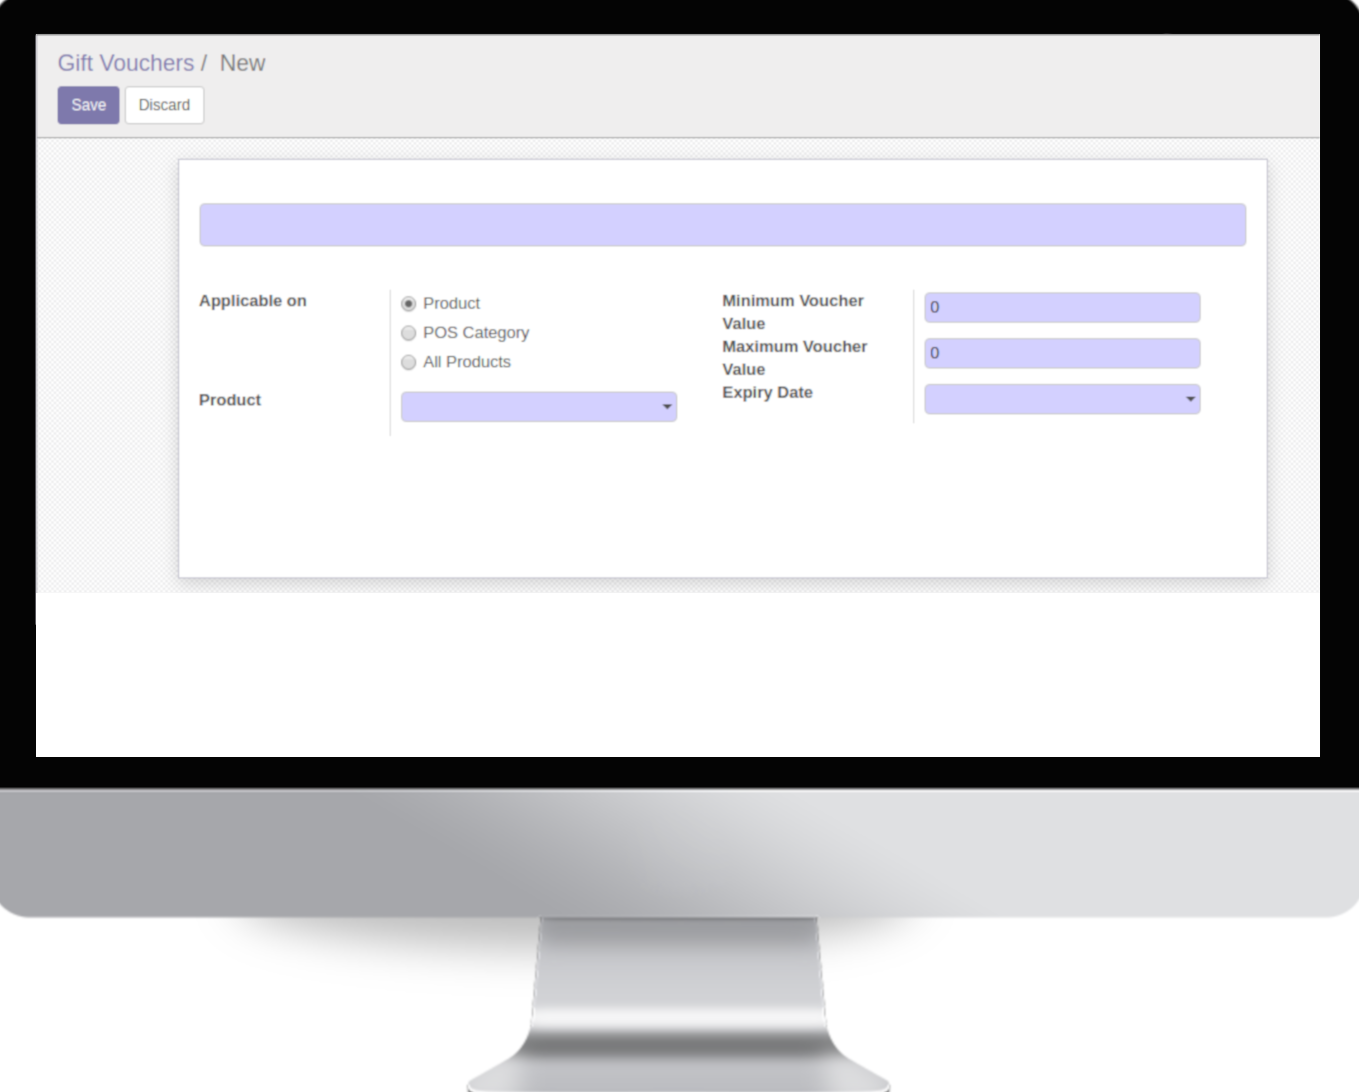 Gift Vouchers / New
Save Discard
Applicable on
Product
POS Category
All Products
Product
Minimum Voucher
Value
0
Maximum Voucher
Value
0
Expiry Date